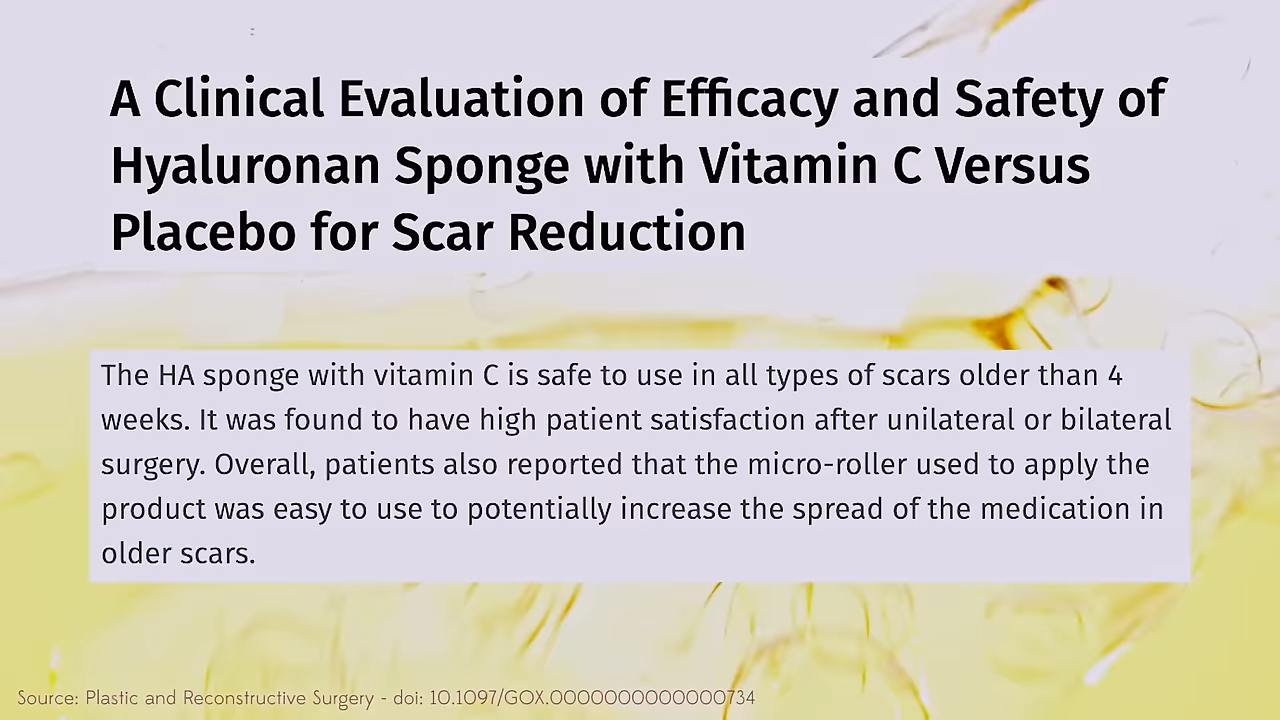 A Clinical Evaluation of Efficacy and Safety of
Hyaluronan Sponge with Vitamin C Versus
Placebo for Scar Reduction
The HA sponge with vitamin C is safe to use in all types of scars older than 4
weeks. It was found to have high patient satisfaction after unilateral or bilateral
surgery. Overall, patients also reported that the micro-roller used to apply the
product was easy to use to potentially increase the spread of the medication in
older scars.
Source: Plastic and Reconstructive Surgery - doi: 10.1097/GOX.0000000000000734